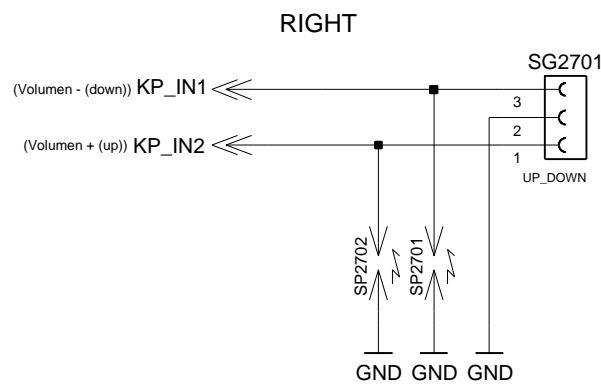 RIGHT
SG2701
(Volumen - (down)) KP_IN1
3
(Volumen + (up)) KP_IN2
2
1
UP_DOWN
SP2702
SP2701
GND GND GND